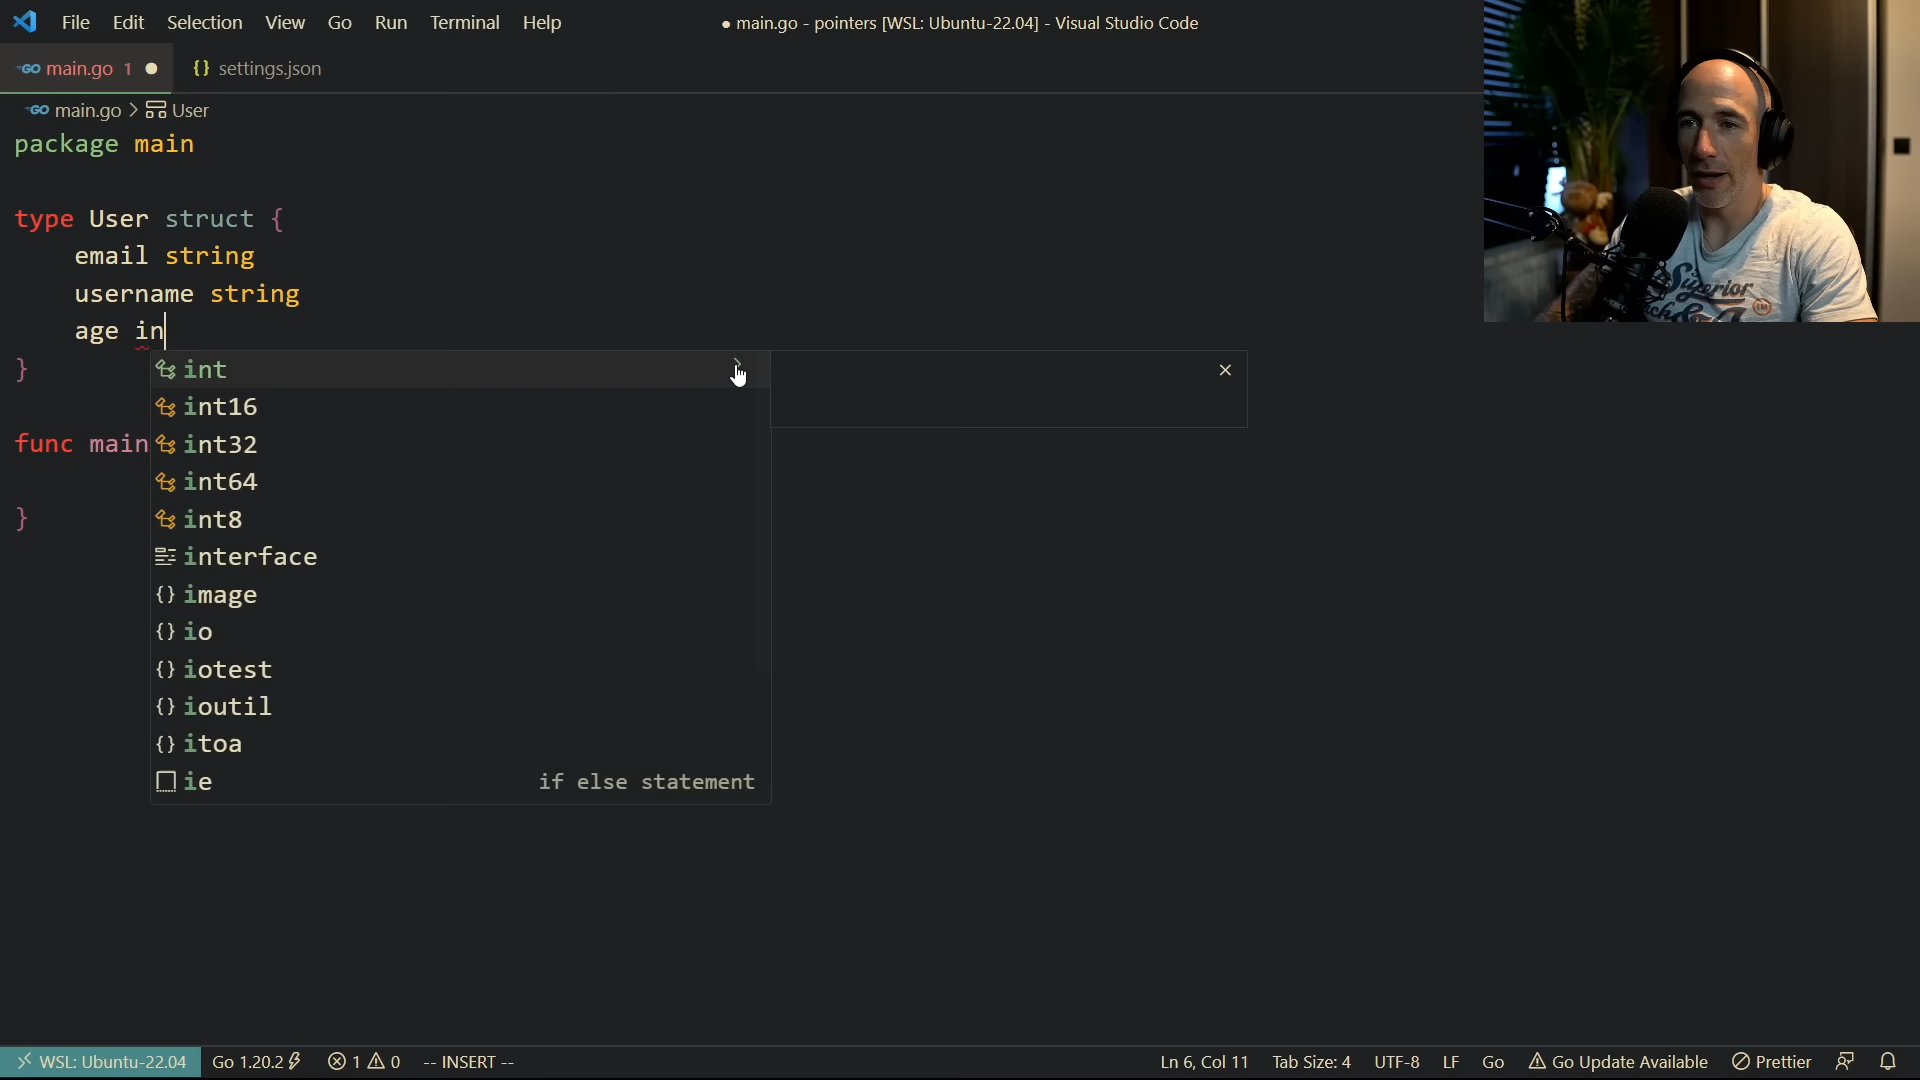 File Edit Selection View Go Run Terminal Help
● main.go - pointers [WSL: Ubuntu-22.04] - Visual Studio Code
GO main.go 1 ● {} settings.json
GO main.go > User
package main
type User struct {
email string
username string
age in
}
func main
}
int
int16
int32
int64
int8
interface
{} image
{} io
{} iotest
{} ioutil
{} itoa
ie if else statement
Superior
TM
WSL: Ubuntu-22.04 Go 1.20.2 1 0 -- INSERT -- Ln 6, Col 11 Tab Size: 4 UTF-8 LF Go Go Update Available Prettier